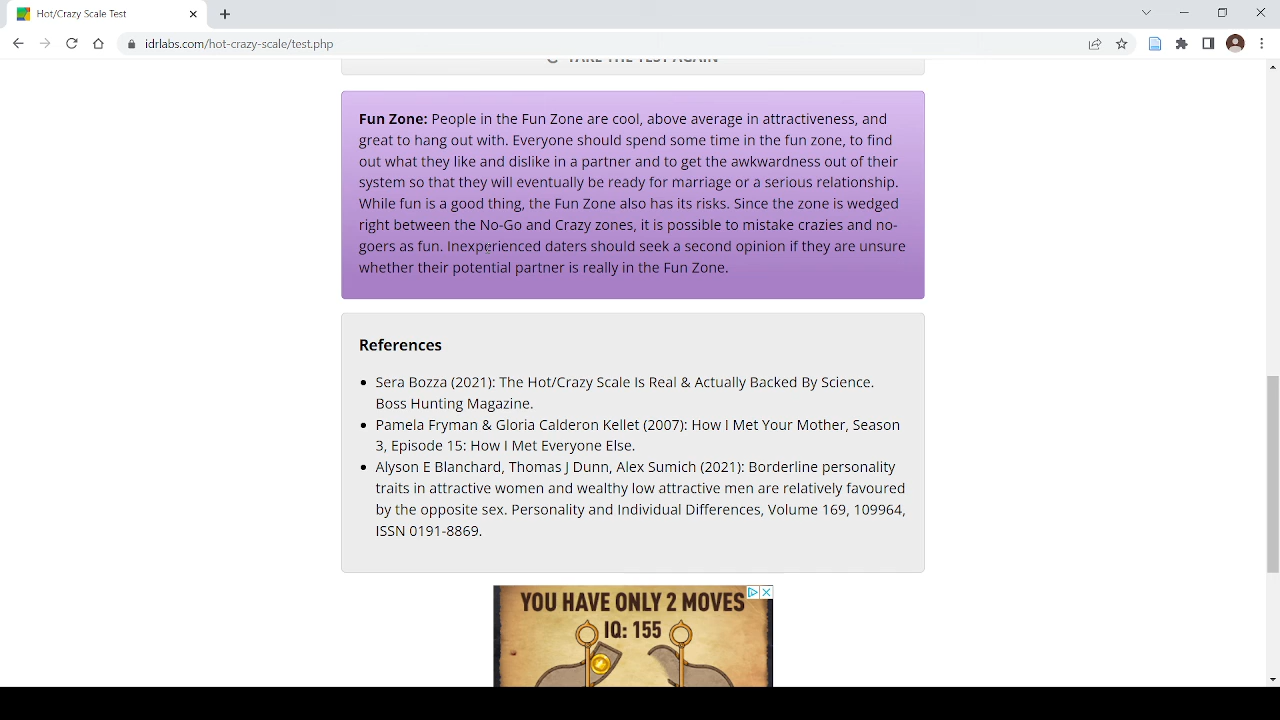 Hot/Crazy Scale Test
idrlabs.com/hot-crazy-scale/test.php
TAKE THE TEST AGAIN
Fun Zone: People in the Fun Zone are cool, above average in attractiveness, and
great to hang out with. Everyone should spend some time in the fun zone, to find
out what they like and dislike in a partner and to get the awkwardness out of their
system so that they will eventually be ready for marriage or a serious relationship.
While fun is a good thing, the Fun Zone also has its risks. Since the zone is wedged
right between the No-Go and Crazy zones, it is possible to mistake crazies and no-
goers as fun. Inexperienced daters should seek a second opinion if they are unsure
whether their potential partner is really in the Fun Zone.
References
• Sera Bozza (2021): The Hot/Crazy Scale Is Real & Actually Backed By Science.
Boss Hunting Magazine.
• Pamela Fryman & Gloria Calderon Kellet (2007): How I Met Your Mother, Season
3, Episode 15: How I Met Everyone Else.
• Alyson E Blanchard, Thomas J Dunn, Alex Sumich (2021): Borderline personality
traits in attractive women and wealthy low attractive men are relatively favoured
by the opposite sex. Personality and Individual Differences, Volume 169, 109964,
ISSN 0191-8869.
YOU HAVE ONLY 2 MOVES
IQ: 155